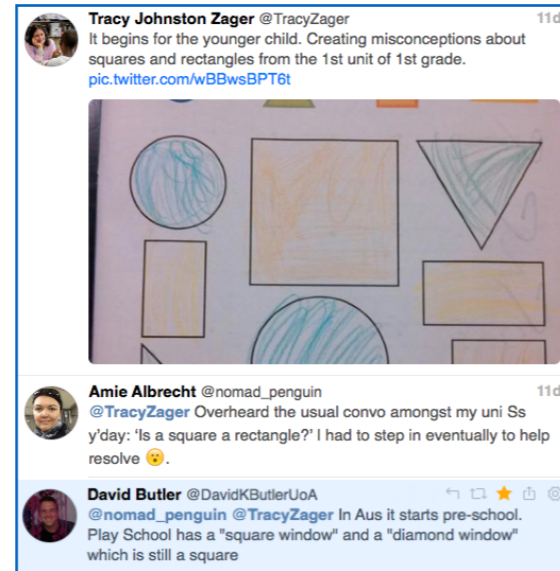 Tracy Johnston Zager @TracyZager 11d
It begins for the younger child. Creating misconceptions about
squares and rectangles from the 1st unit of 1st grade.
pic.twitter.com/wBBwsBPT6t
Amie Albrecht @nomad_penguin 11d
@TracyZager Overheard the usual convo amongst my uni Ss
y'day: 'Is a square a rectangle?' I had to step in eventually to help
resolve 😮.
David Butler @DavidKButlerUoA
@nomad_penguin @TracyZager In Aus it starts pre-school.
Play School has a "square window" and a "diamond window"
which is still a square